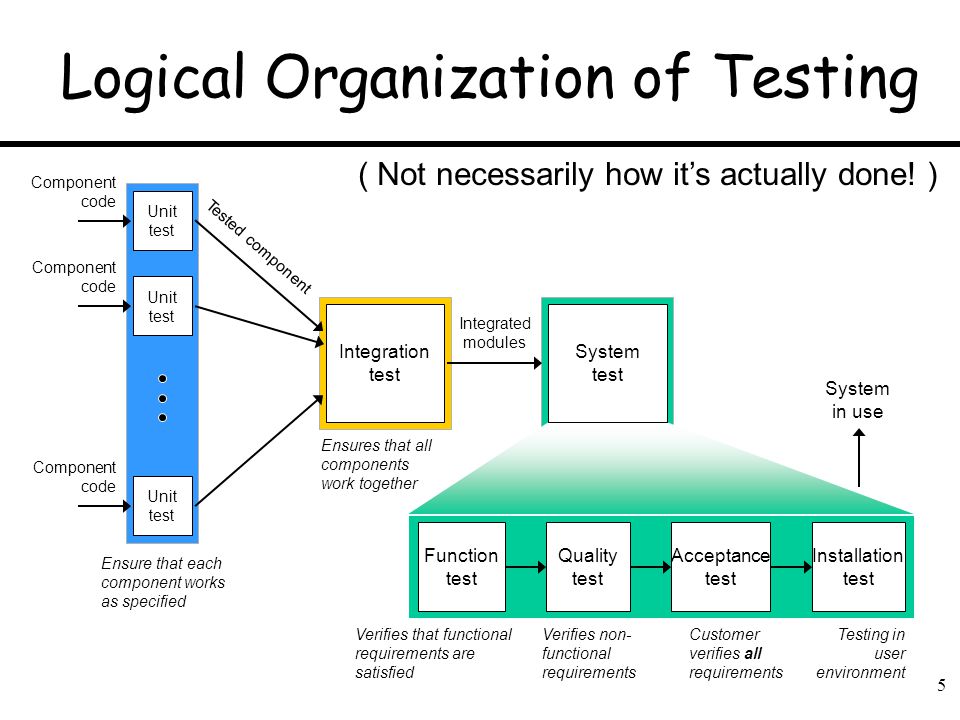 Logical Organization of Testing
( Not necessarily how it’s actually done! )
Component
code
Unit
test
Tested component
Component
code
Unit
test
Integration
test
Integrated
modules
System
test
System
in use
Ensures that all
components
work together
Component
code
Unit
test
Ensure that each
component works
as specified
Function
test
Quality
test
Acceptance
test
Installation
test
Verifies that functional
requirements are
satisfied
Verifies non-
functional
requirements
Customer
verifies all
requirements
Testing in
user
environment
5